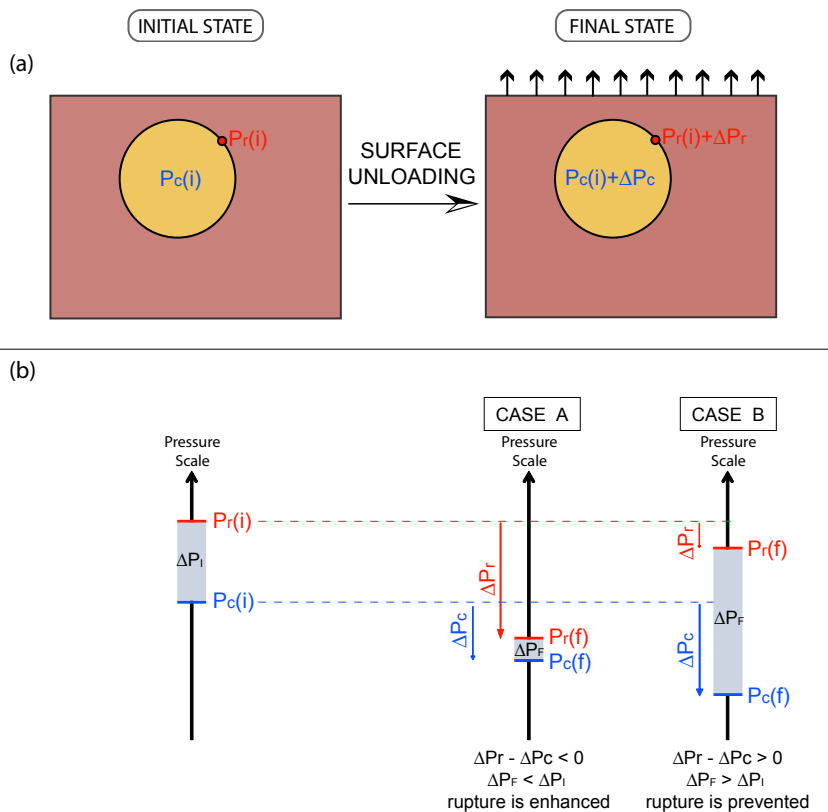 INITIAL STATE
FINAL STATE
(a)
Pr(i)
Pc(i)
SURFACE
UNLOADING
Pr(i)+ΔPr
Pc(i)+ΔPc
(b)
CASE A
CASE B
Pressure
Scale
Pressure
Scale
Pressure
Scale
Pr(i)
ΔPI
Pc(i)
ΔPr
ΔPc
Pr(f)
ΔPF
Pc(f)
ΔPr
Pr(f)
ΔPF
ΔPc
Pc(f)
ΔPr - ΔPc < 0
ΔPF < ΔPI
rupture is enhanced
ΔPr - ΔPc > 0
ΔPF > ΔPI
rupture is prevented